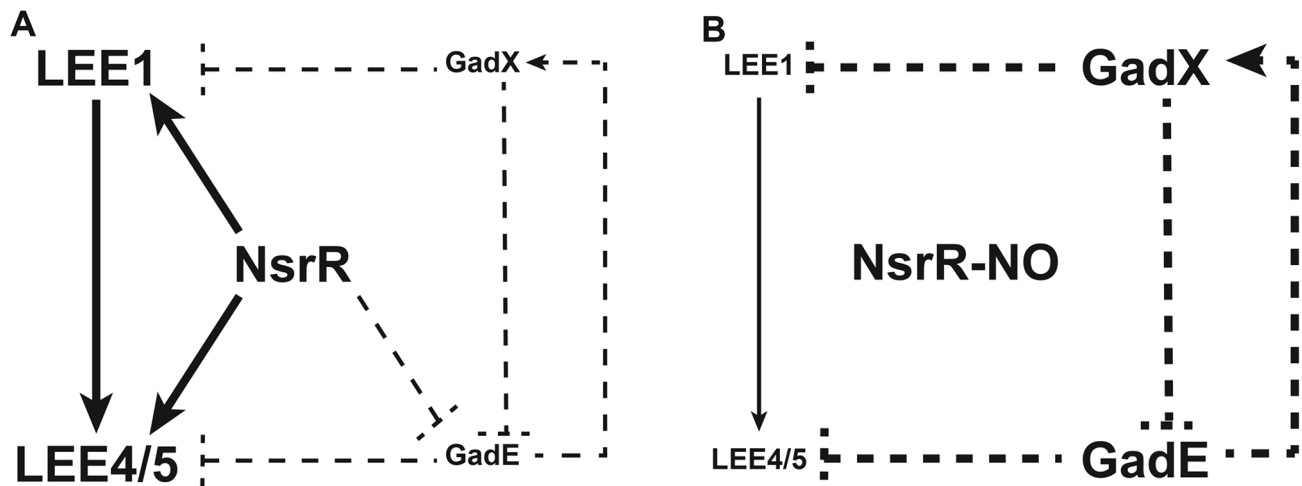 A
LEE1
GadX
NsrR
LEE4/5
GadE
B
LEE1
GadX
NsrR-NO
LEE4/5
GadE